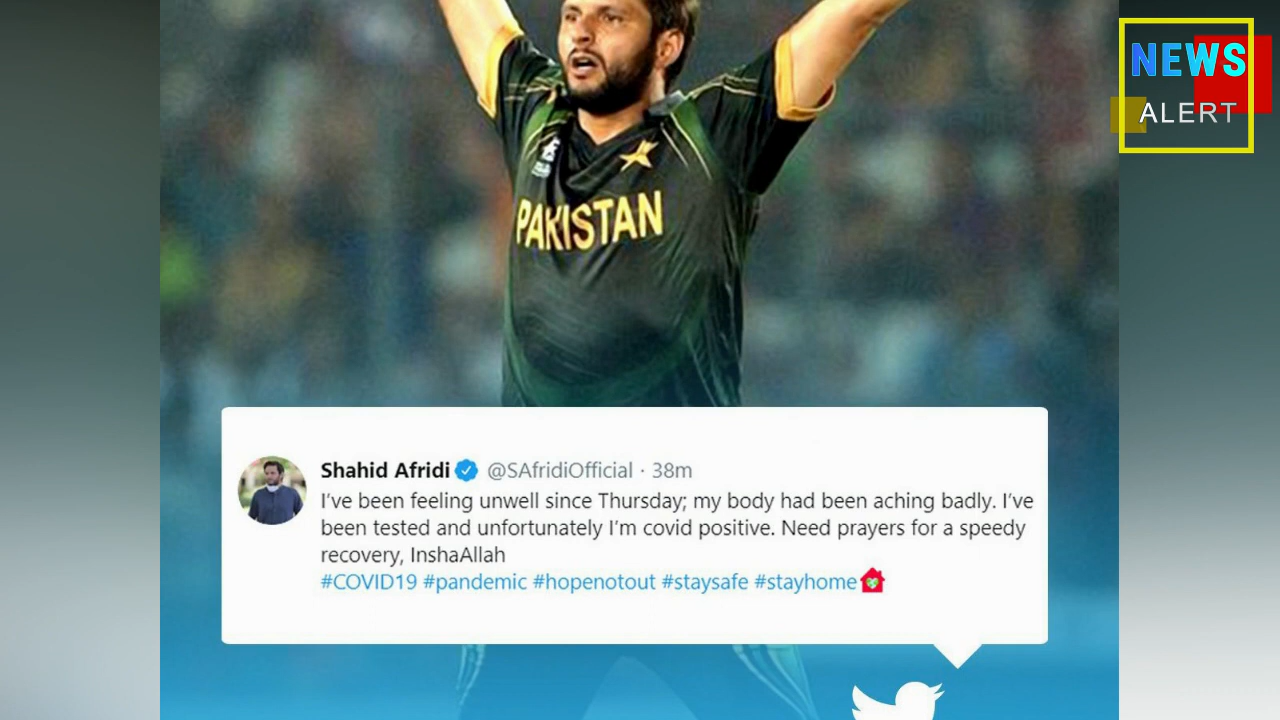 NEWS
ALERT
PAKISTAN
Shahid Afridi @SAfridiOfficial · 38m
I've been feeling unwell since Thursday; my body had been aching badly. I've
been tested and unfortunately I'm covid positive. Need prayers for a speedy
recovery, InshaAllah
#COVID19 #pandemic #hopenotout #staysafe #stayhome